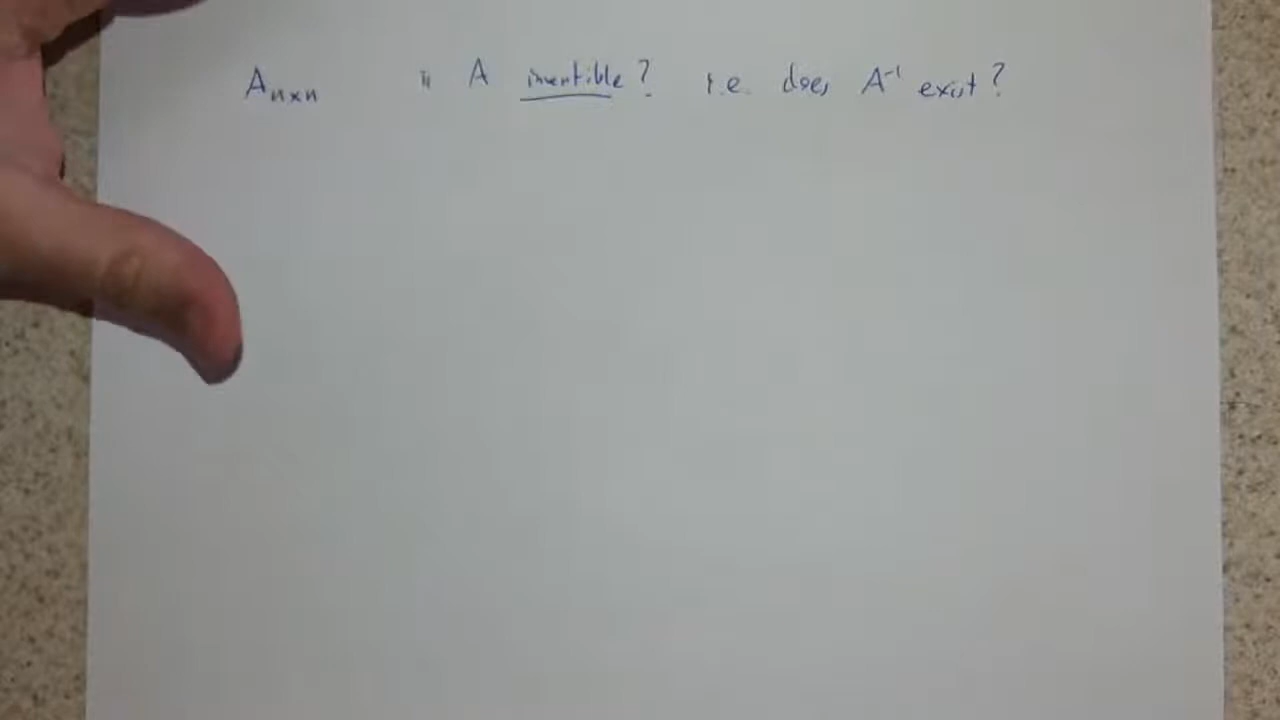 Aₙₓₙ is A invertible? i.e. does A⁻¹ exist?